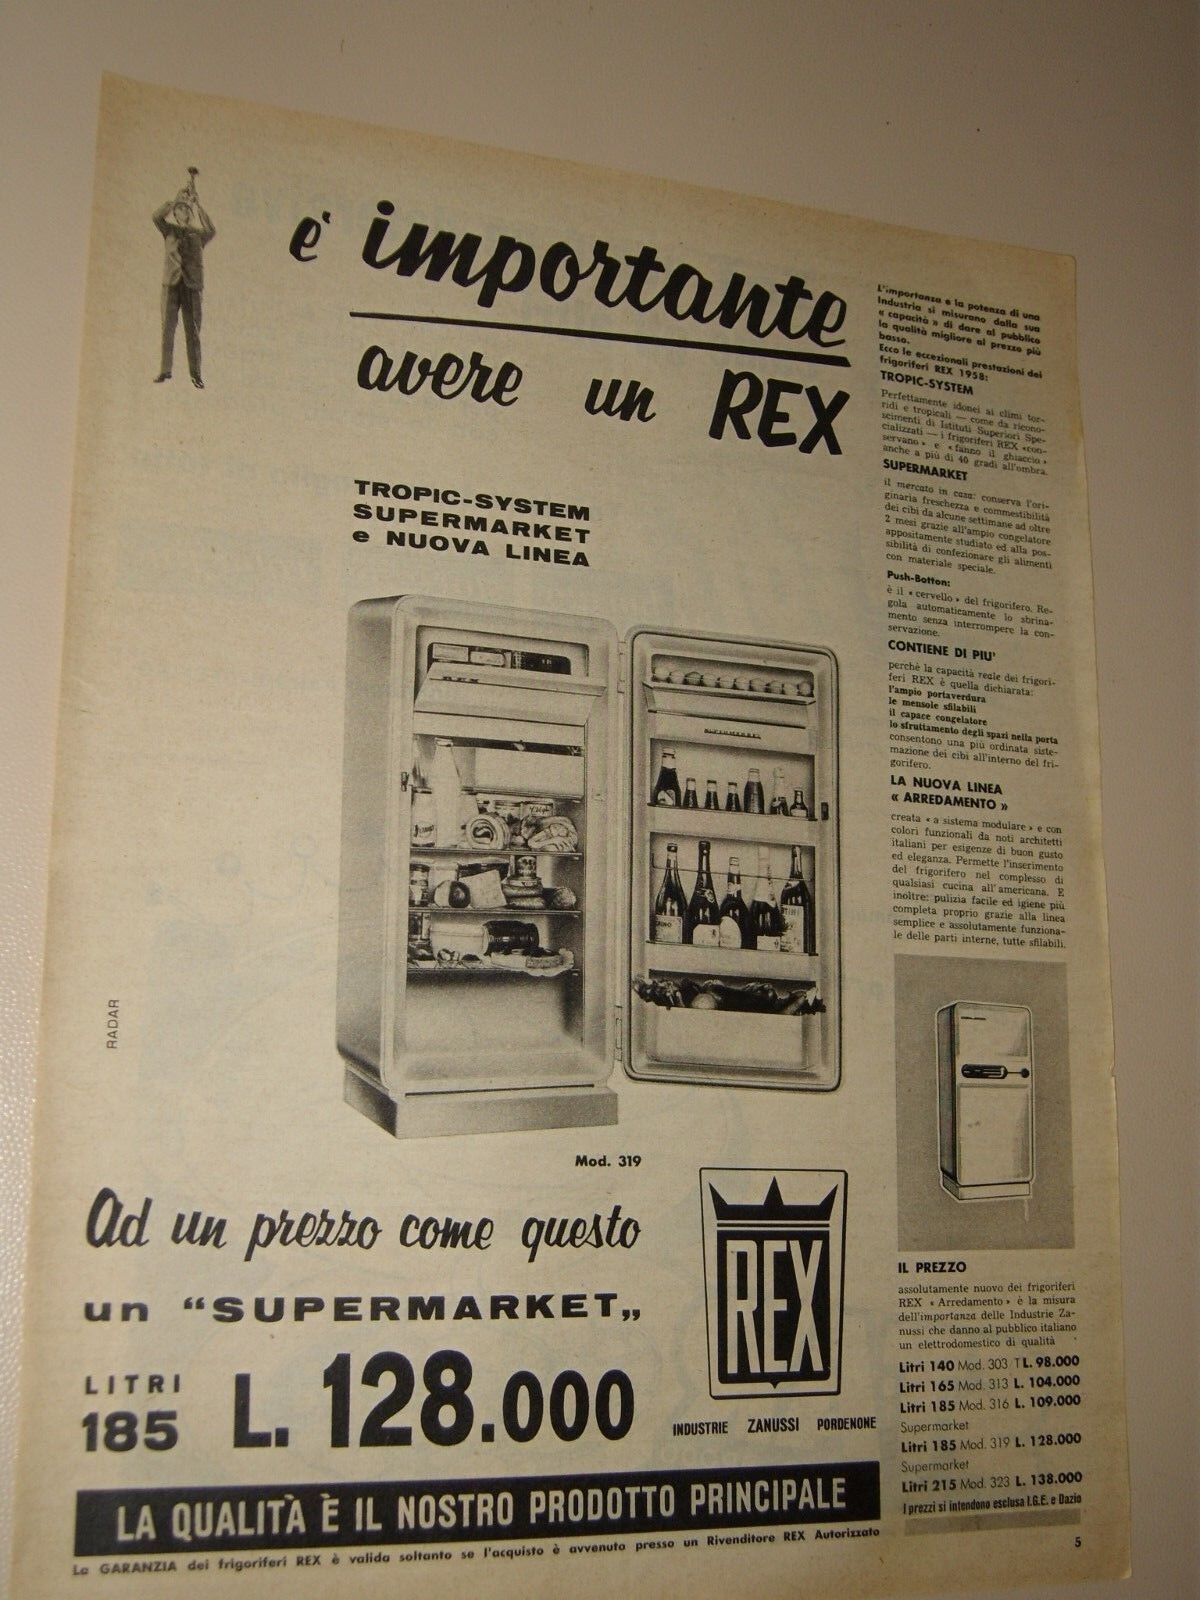 è importante
avere un REX
TROPIC-SYSTEM
SUPERMARKET
e NUOVA LINEA
REX
Mod. 319
RADAR
Ad un prezzo come questo
un “SUPERMARKET„
LITRI
185
L. 128.000
REX
INDUSTRIE ZANUSSI PORDENONE
LA QUALITÀ È IL NOSTRO PRODOTTO PRINCIPALE
La GARANZIA dei frigoriferi REX è valida soltanto se l'acquisto è avvenuto presso un Rivenditore REX Autorizzato
L'importanza e la potenza di una
Industria si misurano dalla sua
« capacità » di dare al pubblico
la qualità migliore al prezzo più
basso.
Ecco le eccezionali prestazioni dei
frigoriferi REX 1958:
TROPIC-SYSTEM
Perfettamente idonei ai climi tor-
ridi e tropicali — come da ricono-
scimenti di Istituti Superiori Spe-
cializzati — i frigoriferi REX «con-
servano» e «fanno il ghiaccio»
anche a più di 40 gradi all'ombra.
SUPERMARKET
il mercato in casa: conserva l'ori-
ginaria freschezza e commestibilità
dei cibi da alcune settimane ad oltre
2 mesi grazie all'ampio congelatore
appositamente studiato ed alla pos-
sibilità di confezionare gli alimenti
con materiale speciale.
Push-Botton:
è il « cervello » del frigorifero. Re-
gola automaticamente lo sbrina-
mento senza interrompere la con-
servazione.
CONTIENE DI PIU'
perchè la capacità reale dei frigori-
feri REX è quella dichiarata:
l'ampio portaverdura
le mensole sfilabili
il capace congelatore
lo sfruttamento degli spazi nella porta
consentono una più ordinata siste-
mazione dei cibi all'interno del fri-
gorifero.
LA NUOVA LINEA
« ARREDAMENTO »
creata « a sistema modulare » e con
colori funzionali da noti architetti
italiani per esigenze di buon gusto
ed eleganza. Permette l'inserimento
del frigorifero nel complesso di
qualsiasi cucina all'americana. E
inoltre: pulizia facile ed igiene più
completa proprio grazie alla linea
semplice e assolutamente funziona-
le delle parti interne, tutte sfilabili.
IL PREZZO
assolutamente nuovo dei frigoriferi
REX « Arredamento » è la misura
dell'importanza delle Industrie Za-
nussi che danno al pubblico italiano
un elettrodomestico di qualità
Litri 140 Mod. 303 T L. 98.000
Litri 165 Mod. 313 L. 104.000
Litri 185 Mod. 316 L. 109.000
Supermarket
Litri 185 Mod. 319 L. 128.000
Supermarket
Litri 215 Mod. 323 L. 138.000
I prezzi si intendono esclusa I.G.E. e Dazio
5